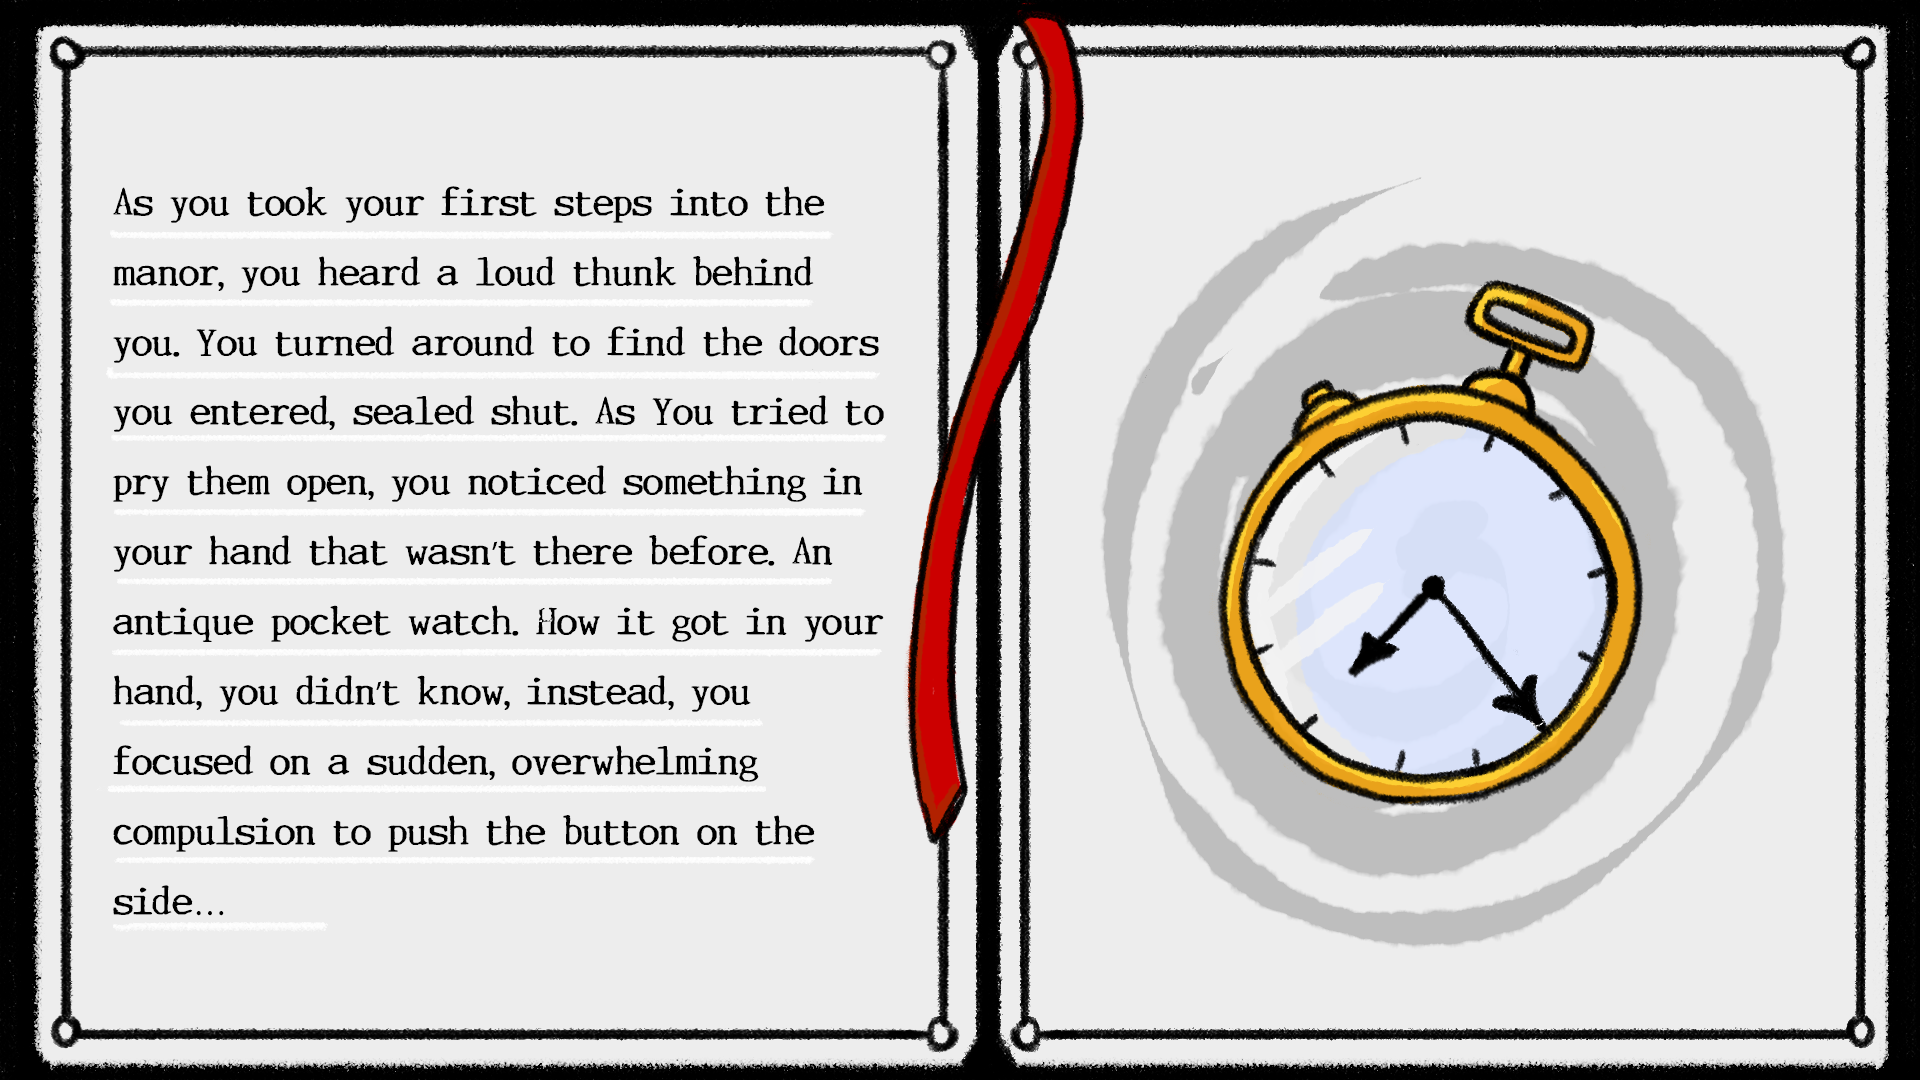 As you took your first steps into the
manor, you heard a loud thunk behind
you. You turned around to find the doors
you entered, sealed shut. As You tried to
pry them open, you noticed something in
your hand that wasn't there before. An
antique pocket watch. How it got in your
hand, you didn't know, instead, you
focused on a sudden, overwhelming
compulsion to push the button on the
side...